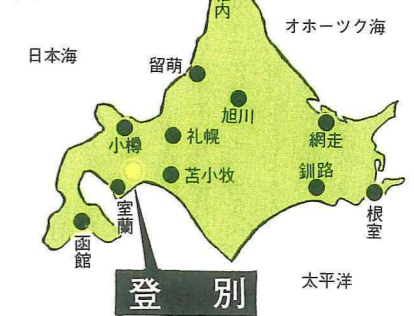 内
オホーツク海
日本海
留萌
旭川
小樽
札幌
網走
苫小牧
釧路
室蘭
根室
函館
太平洋
登別